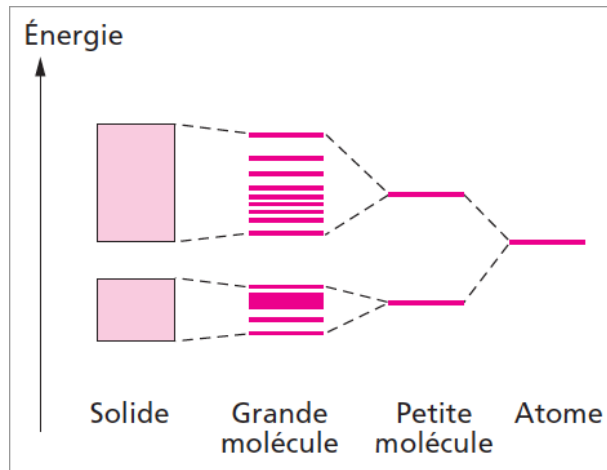 Énergie
Solide
Grande
molécule
Petite
molécule
Atome